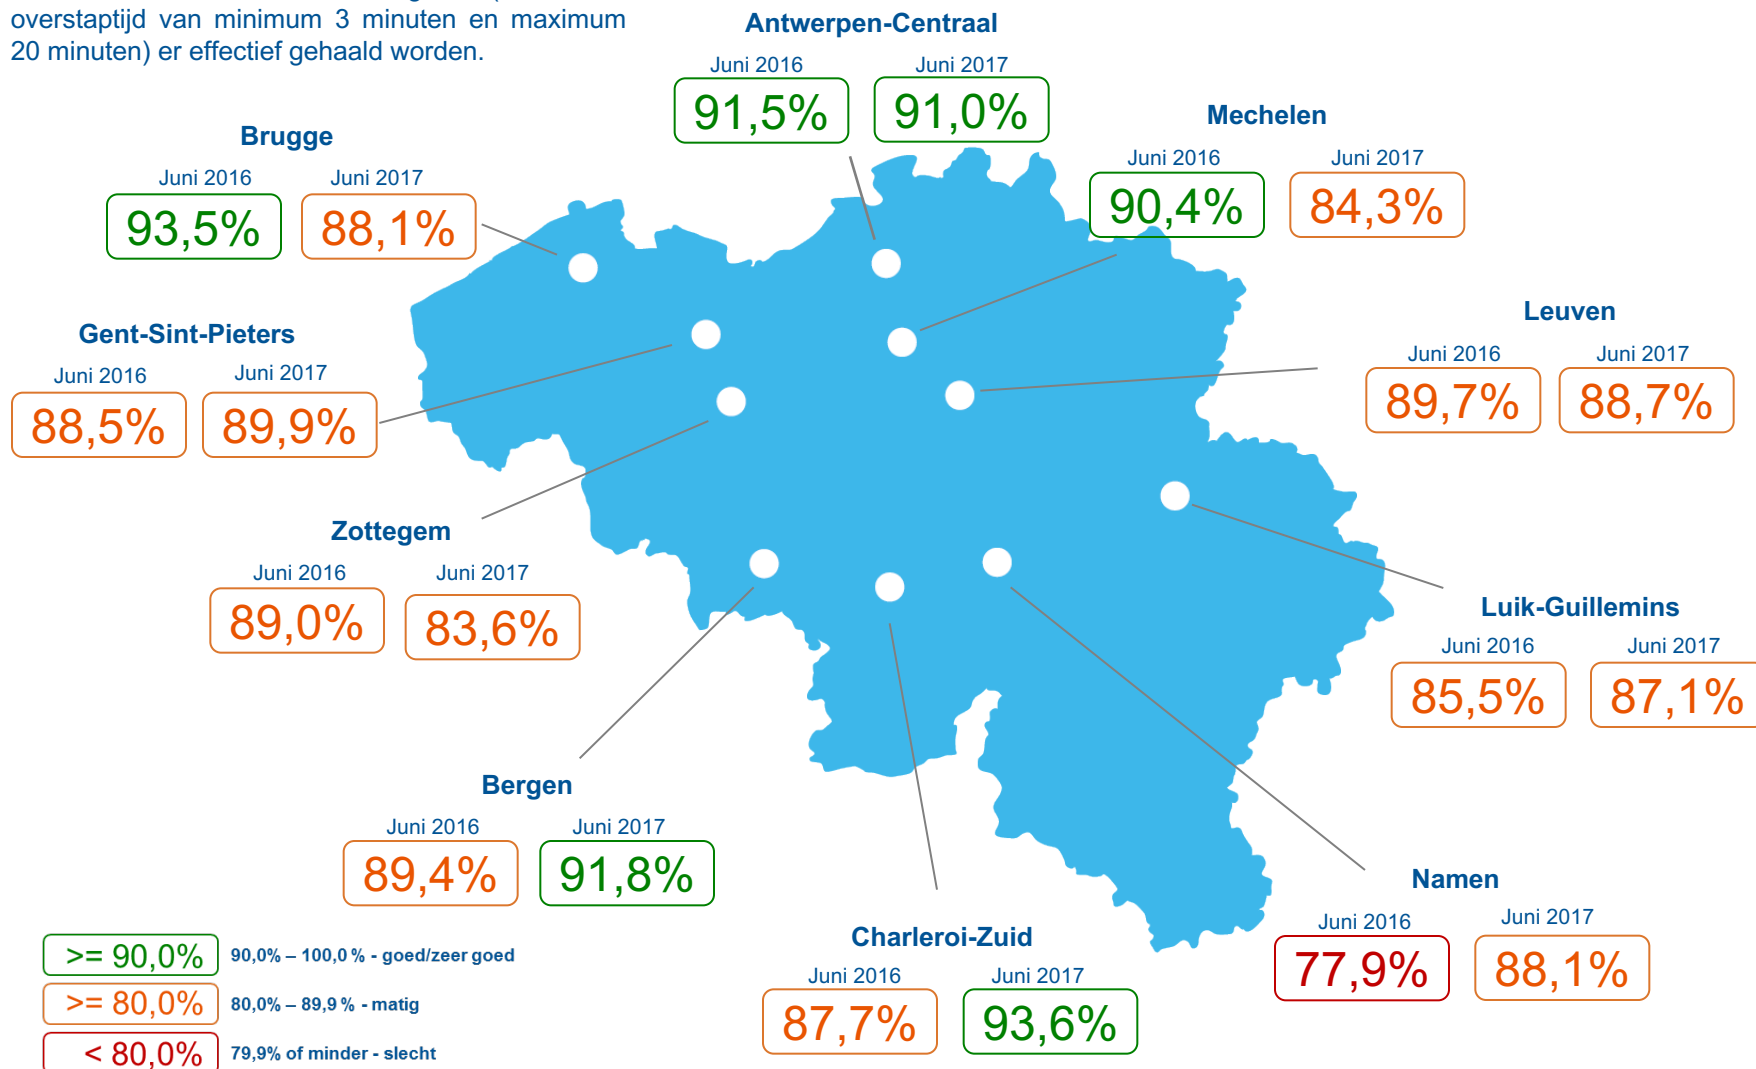 overstaptijd van minimum 3 minuten en maximum
20 minuten) er effectief gehaald worden.
Antwerpen-Centraal
Juni 2016 Juni 2017
91,5% 91,0%
Mechelen
Juni 2016 Juni 2017
90,4% 84,3%
Brugge
Juni 2016 Juni 2017
93,5% 88,1%
Leuven
Juni 2016 Juni 2017
89,7% 88,7%
Gent-Sint-Pieters
Juni 2016 Juni 2017
88,5% 89,9%
Zottegem
Juni 2016 Juni 2017
89,0% 83,6%
Luik-Guillemins
Juni 2016 Juni 2017
85,5% 87,1%
Bergen
Juni 2016 Juni 2017
89,4% 91,8%
Namen
Juni 2016 Juni 2017
77,9% 88,1%
Charleroi-Zuid
Juni 2016 Juni 2017
87,7% 93,6%
>= 90,0% 90,0% – 100,0 % - goed/zeer goed
>= 80,0% 80,0% – 89,9 % - matig
< 80,0% 79,9% of minder - slecht